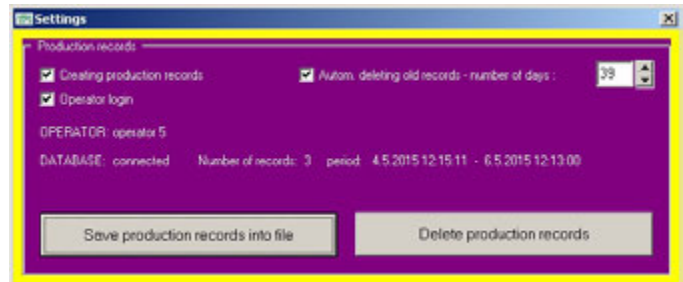 Settings
Production records
Creating production records Autom. deleting old records - number of days : 39
Operator login
OPERATOR: operator 5
DATABASE: connected Number of records: 3 period: 4.5.2015 12:15:11 - 6.5.2015 12:13:00
Save production records into file Delete production records